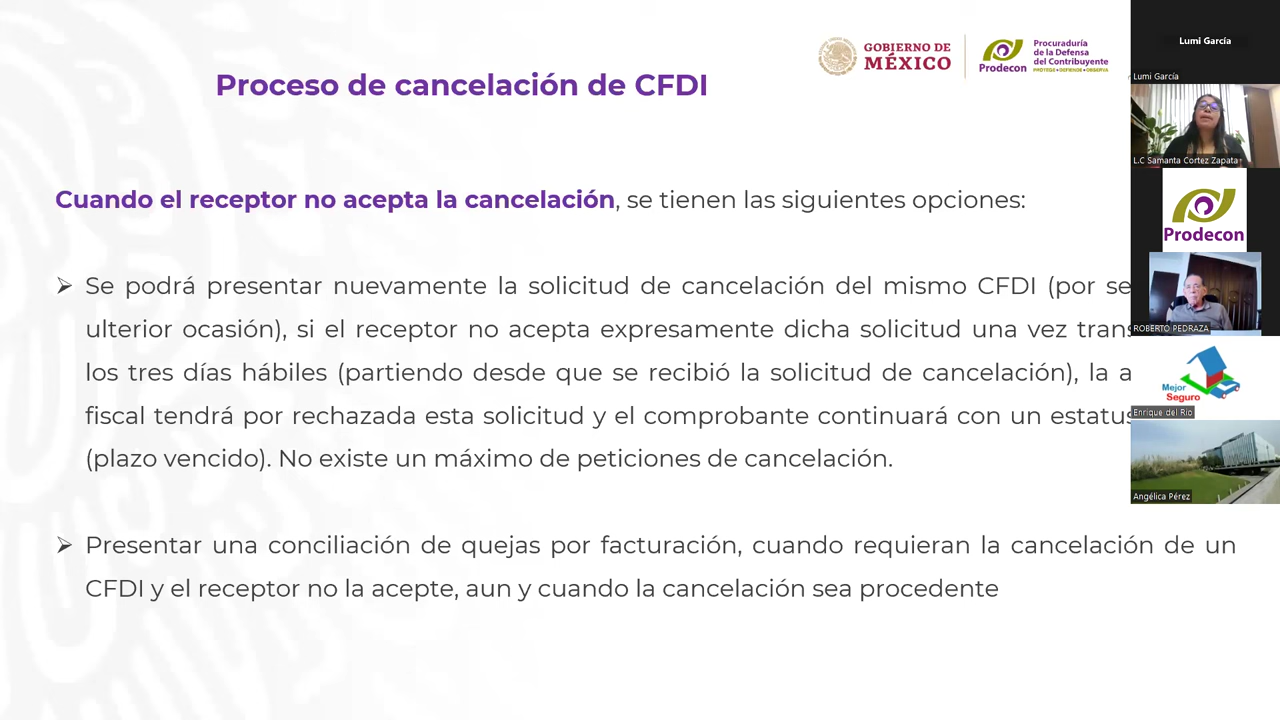 Proceso de cancelación de CFDI
GOBIERNO DE
MÉXICO
Prodecon
Procuraduría
de la Defensa
del Contribuyente
PROTEGE • DEFIENDE • OBSERVA
Cuando el receptor no acepta la cancelación, se tienen las siguientes opciones:
➢ Se podrá presentar nuevamente la solicitud de cancelación del mismo CFDI (por
ulterior ocasión), si el receptor no acepta expresamente dicha solicitud una vez
los tres días hábiles (partiendo desde que se recibió la solicitud de cancelación), la
fiscal tendrá por rechazada esta solicitud y el comprobante continuará con un
(plazo vencido). No existe un máximo de peticiones de cancelación.
➢ Presentar una conciliación de quejas por facturación, cuando requieran la cancelación de un
CFDI y el receptor no la acepte, aun y cuando la cancelación sea procedente
Lumi García
Lumi García
L.C Samanta Cortez Zapata
Prodecon
ROBERTO PEDRAZA
Mejor
Seguro
Enrique del Río
Angélica Pérez